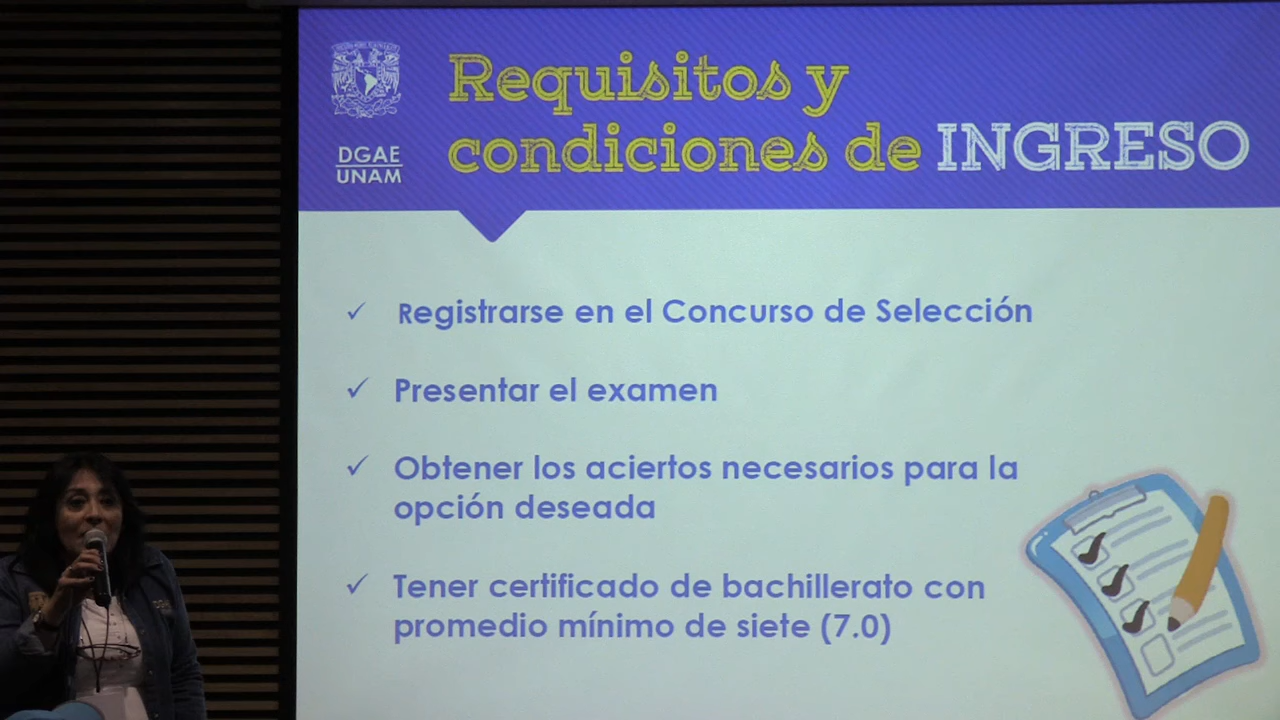 Requisitos y
condiciones de INGRESO
DGAE
UNAM
✓ Registrarse en el Concurso de Selección
✓ Presentar el examen
✓ Obtener los aciertos necesarios para la
opción deseada
✓ Tener certificado de bachillerato con
promedio mínimo de siete (7.0)